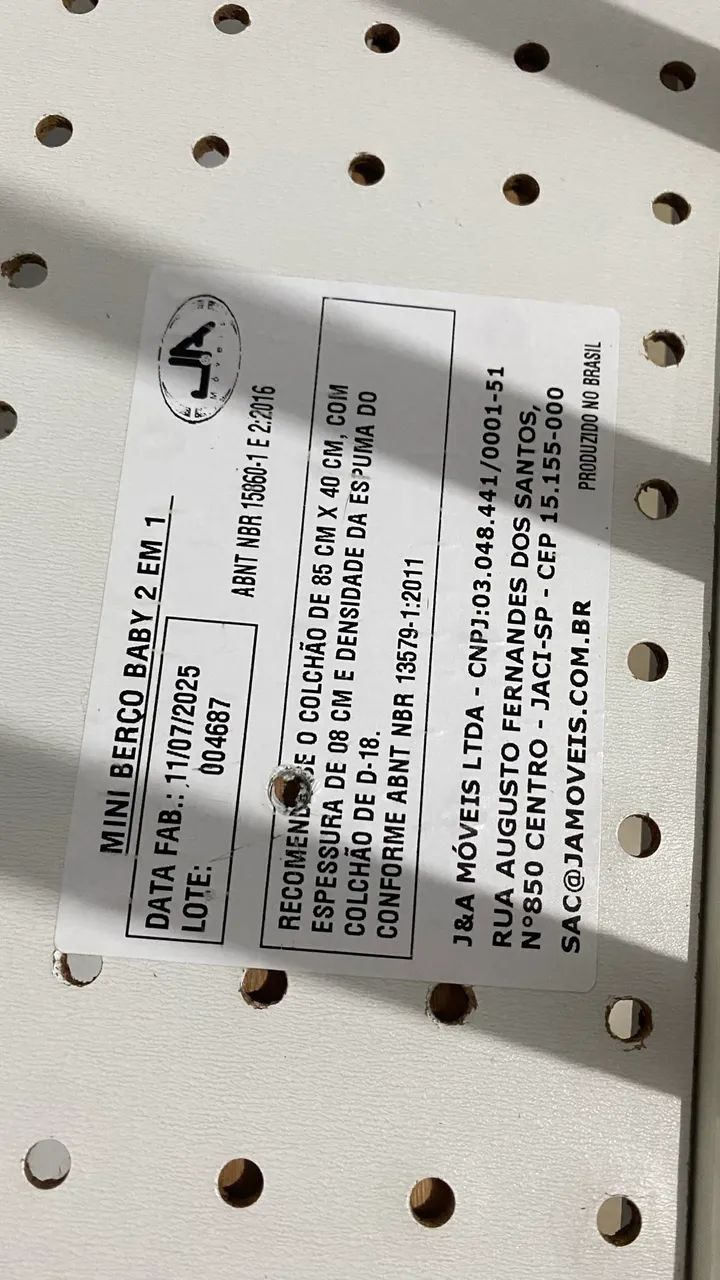 MINI BERÇO BABY 2 EM 1
JA
Móveis
DATA FAB.: 11/07/2025
LOTE: 004687
ABNT NBR 15860-1 E 2:2016
O COLCHÃO DE 85 CM X 40 CM, COM
ESPESSURA DE 08 CM E DENSIDADE DA ESPUMA DO
COLCHÃO DE D-18.
CONFORME ABNT NBR 13579-1:2011
J&A MÓVEIS LTDA - CNPJ:03.048.441/0001-51
RUA AUGUSTO FERNANDES DOS SANTOS,
N°850 CENTRO - JACI-SP - CEP 15.155-000
SAC@JAMOVEIS.COM.BR
PRODUZIDO NO BRASIL